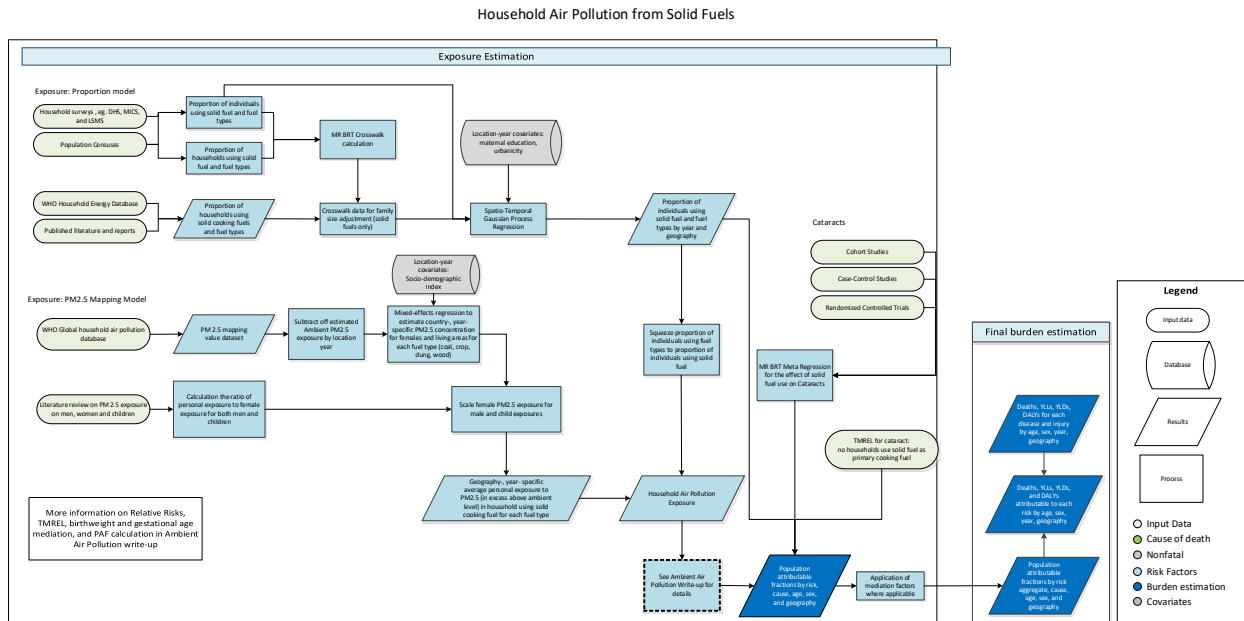 Household Air Pollution from Solid Fuels
Exposure Estimation
Exposure: Proportion model
Household surveys , eg. DHS, MICS,
and LSMS
Population Censuses
Proportion of individuals
using solid fuel and fuel
types
Proportion of
households using solid
fuel and fuel types
MR BRT Crosswalk
calculation
Location-year covariates:
maternal education,
urbanicity
WHO Household Energy Database
Published literature and reports
Proportion of
households using
solid cooking fuels
and fuel types
Crosswalk data for family
size adjustment (solid
fuels only)
Spatio-Temporal
Gaussian Process
Regression
Proportion of
individuals using
solid fuel and fuel
types by year and
geography
Cataracts
Cohort Studies
Case-Control Studies
Randomized Controlled Trials
Location-year
covariates:
Socio-demographic
Index
Exposure: PM2.5 Mapping Model
WHO Global household air pollution
database
PM 2.5 mapping
value dataset
Subtract off estimated
Ambient PM2.5
exposure by location
year
Mixed-effects regression to
estimate country-, year-
specific PM2.5 concentration
for females and living areas for
each fuel type (coal, crop,
dung, wood)
Squeeze proportion of
individuals using fuel
types to proportion of
individuals using solid
fuel
MR BRT Meta Regression
for the effect of solid
fuel use on Cataracts
Literature review on PM 2.5 exposure
on men, women and children
Calculation the ratio of
personal exposure to female
exposure for both men and
children
Scale female PM2.5 exposure for
male and child exposures
TMREL for cataract:
no households use solid fuel as
primary cooking fuel
Geography-, year- specific
average personal exposure to
PM2.5 (in excess above ambient
level) in household using solid
cooking fuel for each fuel type
Household Air Pollution
Exposure
More information on Relative Risks,
TMREL, birthweight and gestational age
mediation, and PAF calculation in Ambient
Air Pollution write-up
See Ambient Air
Pollution Write-up for
details
Population
attributable
fractions by risk,
cause, age, sex,
and geography
Application of
mediation factors
where applicable
Final burden estimation
Deaths, YLLs, YLDs,
DALYs for each
disease and injury
by age, sex, year,
geography
Deaths, YLLs, YLDs,
and DALYs
attributable to each
risk by age, sex,
year, geography
Population
attributable
fractions by risk
aggregate, cause,
age, sex, and
geography
Legend
Input data
Database
Results
Process
Input Data
Cause of death
Nonfatal
Risk Factors
Burden estimation
Covariates